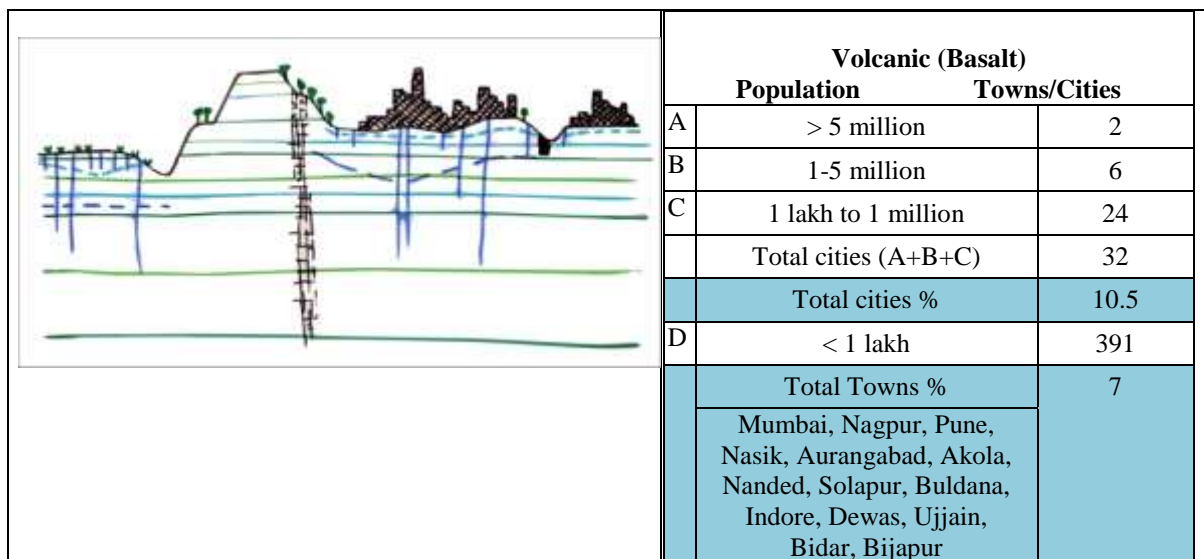 Volcanic (Basalt)
Population Towns/Cities
A > 5 million 2
B 1-5 million 6
C 1 lakh to 1 million 24
Total cities (A+B+C) 32
Total cities % 10.5
D < 1 lakh 391
Total Towns % 7
Mumbai, Nagpur, Pune,
Nasik, Aurangabad, Akola,
Nanded, Solapur, Buldana,
Indore, Dewas, Ujjain,
Bidar, Bijapur